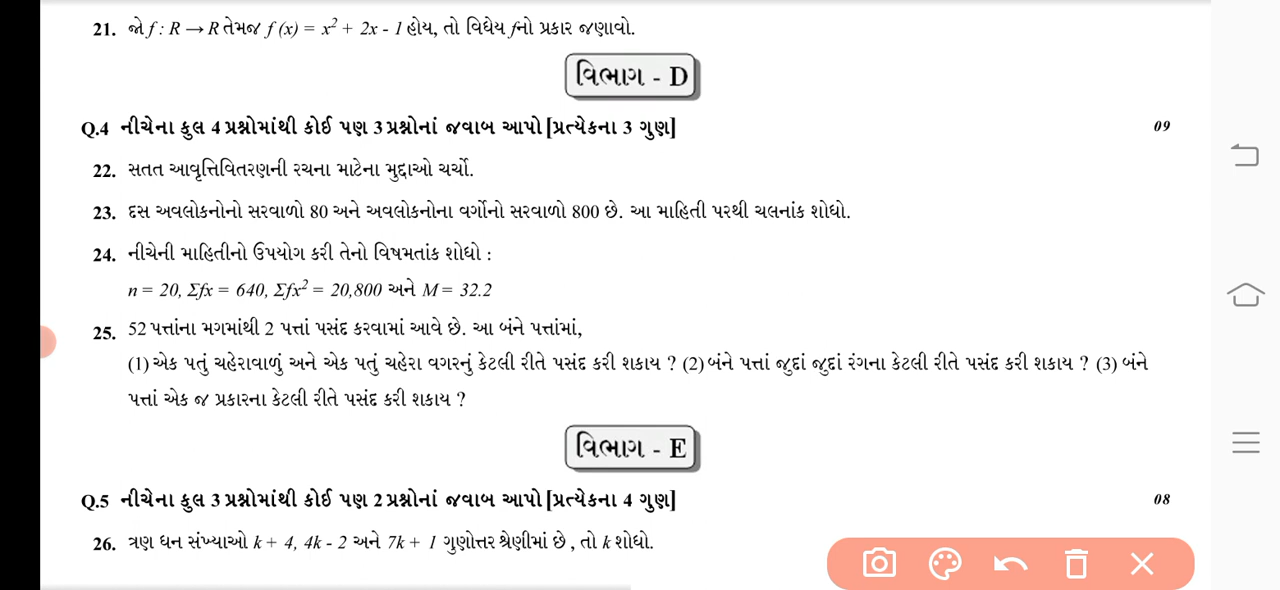 21. જો f : R → R તેમજ f (x) = x² + 2x - 1 હોય, તો વિધેય fનો પ્રકાર જણાવો.
વિભાગ - D
Q.4 નીચેના કુલ 4 પ્રશ્નોમાંથી કોઈ પણ 3 પ્રશ્નોનાં જવાબ આપો [પ્રત્યેકના 3 ગુણ] 09
22. સતત આવૃત્તિવિતરણની રચના માટેના મુદ્દાઓ ચર્ચો.
23. દસ અવલોકનોનો સરવાળો 80 અને અવલોકનોના વર્ગોનો સરવાળો 800 છે. આ માહિતી પરથી ચલનાંક શોધો.
24. નીચેની માહિતીનો ઉપયોગ કરી તેનો વિષમતાંક શોધો :
n = 20, Σfx = 640, Σfx² = 20,800 અને M = 32.2
25. 52 પત્તાંના મગમાંથી 2 પત્તાં પસંદ કરવામાં આવે છે. આ બંને પત્તાંમાં,
(1) એક પતું ચહેરાવાળું અને એક પતું ચહેરા વગરનું કેટલી રીતે પસંદ કરી શકાય ? (2) બંને પત્તાં જુદાં જુદાં રંગના કેટલી રીતે પસંદ કરી શકાય ? (3) બંને
પત્તાં એક જ પ્રકારના કેટલી રીતે પસંદ કરી શકાય ?
વિભાગ - E
Q.5 નીચેના કુલ 3 પ્રશ્નોમાંથી કોઈ પણ 2 પ્રશ્નોનાં જવાબ આપો [પ્રત્યેકના 4 ગુણ] 08
26. ત્રણ ધન સંખ્યાઓ k + 4, 4k - 2 અને 7k + 1 ગુણોત્તર શ્રેણીમાં છે , તો k શોધો.